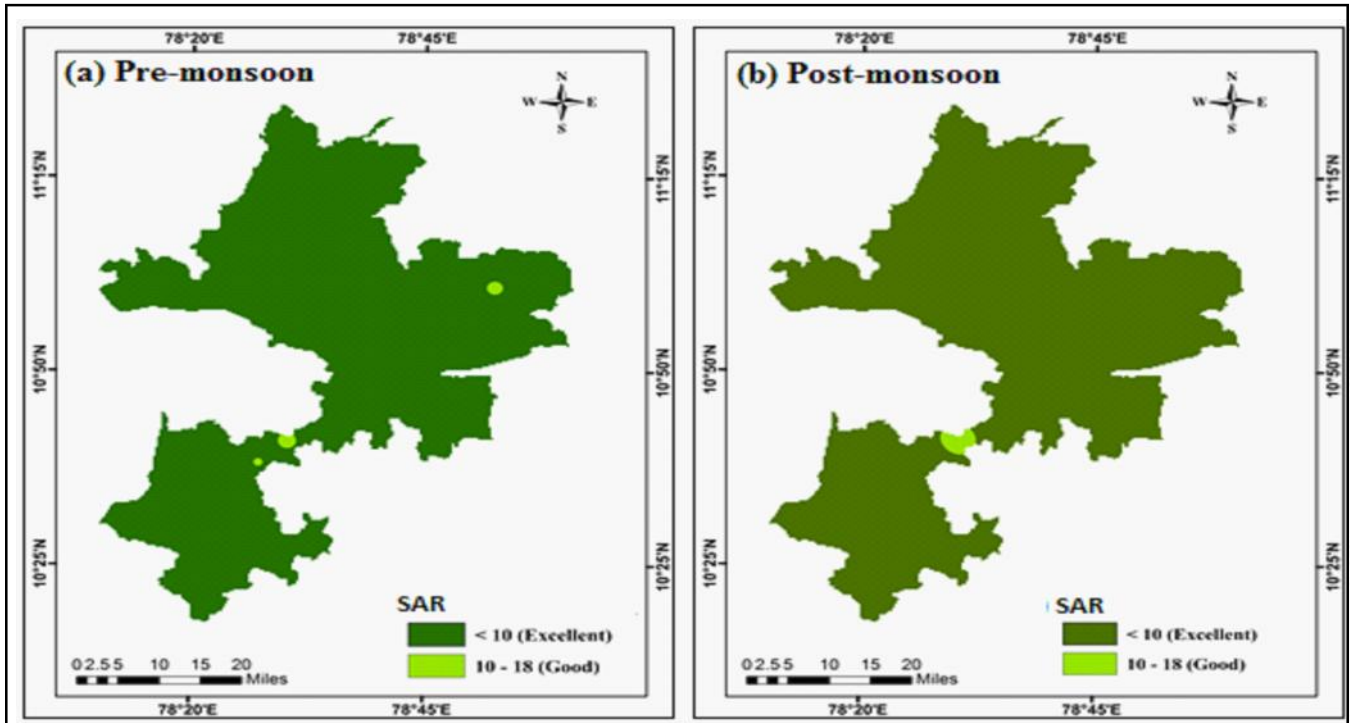 78°20'E 78°45'E
(a) Pre-monsoon
N
W E
S
11°15'N 11°15'N
10°50'N 10°50'N
10°25'N 10°25'N
SAR
< 10 (Excellent)
10 - 18 (Good)
0 2.5 5 10 15 20
Miles
78°20'E 78°45'E
78°20'E 78°45'E
(b) Post-monsoon
N
W E
S
11°15'N 11°15'N
10°50'N 10°50'N
10°25'N 10°25'N
SAR
< 10 (Excellent)
10 - 18 (Good)
0 2.5 5 10 15 20
Miles
78°20'E 78°45'E